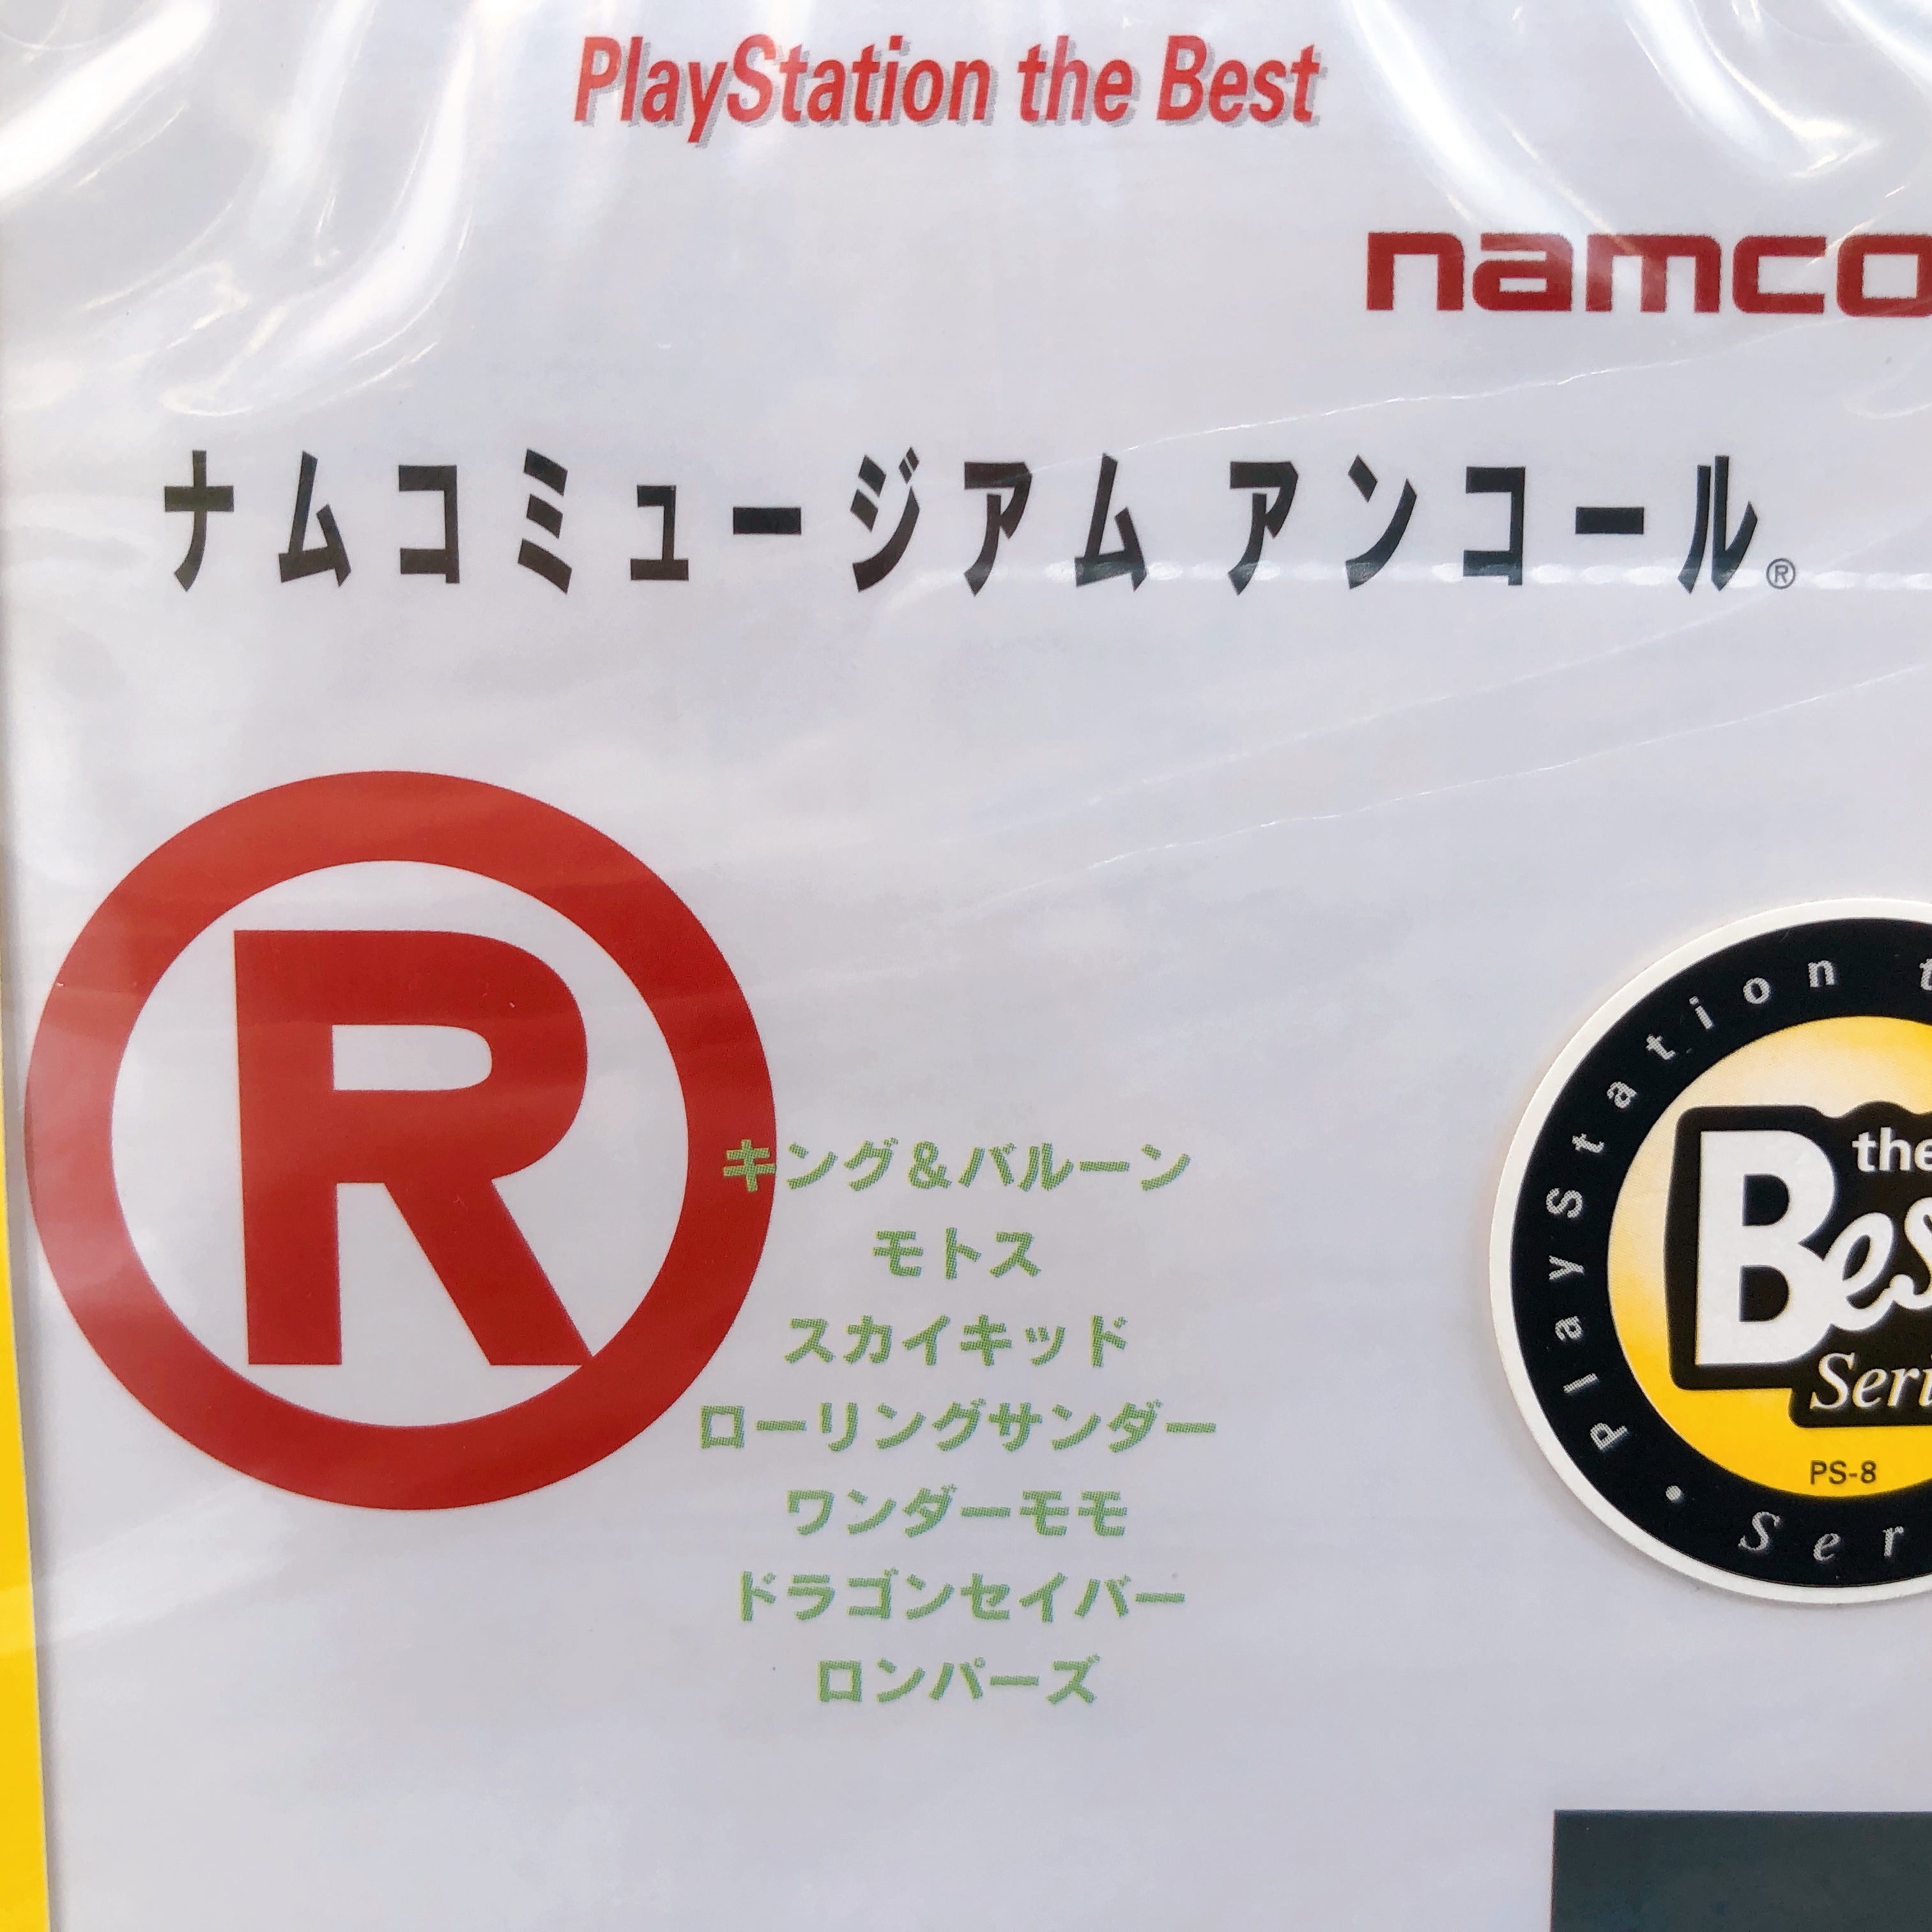 PlayStation the Best
namco
ナムコミュージアム アンコール®
®
キング&バルーン
モトス
スカイキッド
ローリングサンダー
ワンダーモモ
ドラゴンセイバー
ロンパーズ
PlayStation
the
PS-8